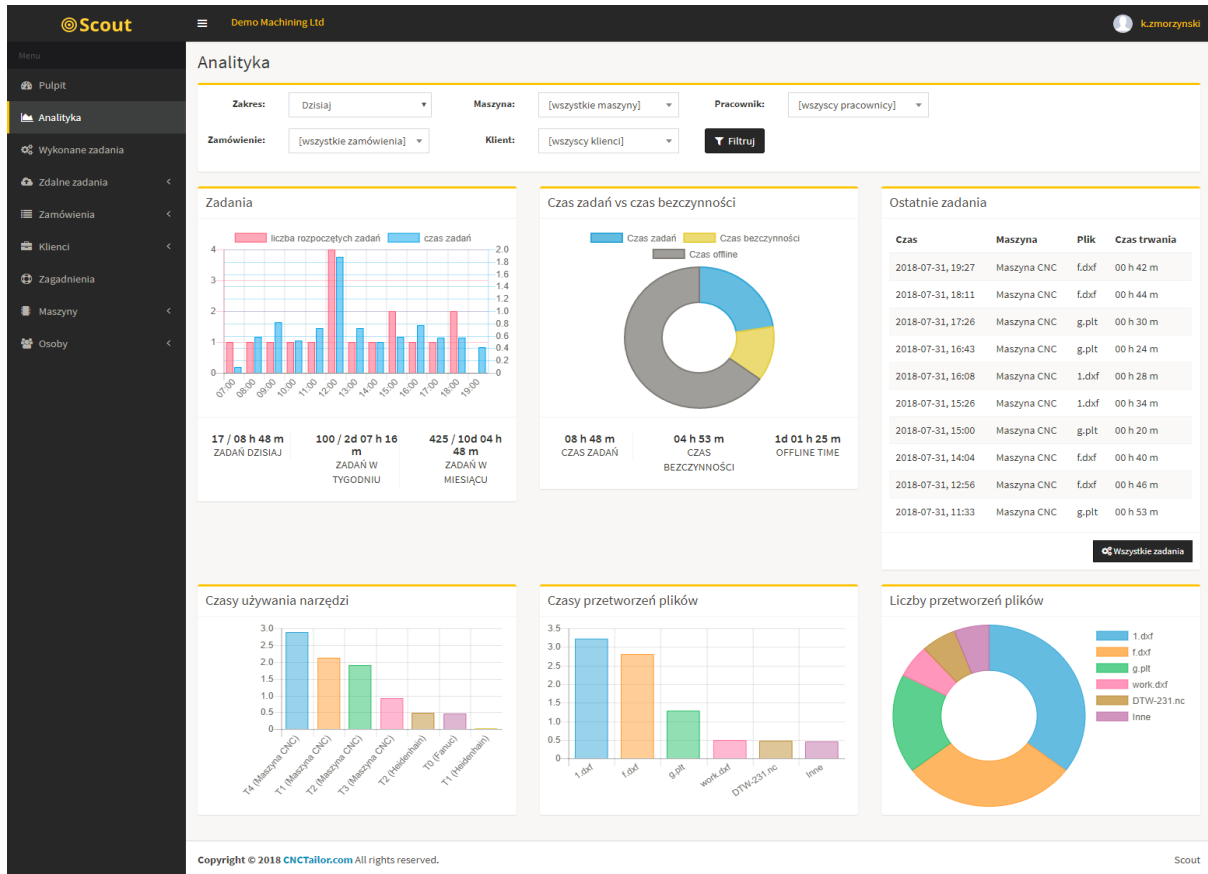 Scout
Demo Machining Ltd
k.zmorzynski
Menu
Pulpit
Analityka
Wykonane zadania
Zdalne zadania
Zamówienia
Klienci
Zagadnienia
Maszyny
Osoby
Analityka
Zakres: Dzisiaj Maszyna: [wszystkie maszyny] Pracownik: [wszyscy pracownicy]
Zamówienie: [wszystkie zamówienia] Klient: [wszyscy klienci] Filtruj
Zadania
liczba rozpoczętych zadań czas zadań
4
3
2
1
0
2.0
1.8
1.6
1.4
1.2
1.0
0.8
0.6
0.4
0.2
0
07:00 08:00 09:00 10:00 11:00 12:00 13:00 14:00 15:00 16:00 17:00 18:00 19:00
17 / 08 h 48 m
ZADAŃ DZISIAJ
100 / 2d 07 h 16
m
ZADAŃ W
TYGODNIU
425 / 10d 04 h
48 m
ZADAŃ W
MIESIĄCU
Czas zadań vs czas bezczynności
Czas zadań Czas bezczynności
Czas offline
08 h 48 m
CZAS ZADAŃ
04 h 53 m
CZAS
BEZCZYNNOŚCI
1d 01 h 25 m
OFFLINE TIME
Ostatnie zadania
Czas Maszyna Plik Czas trwania
2018-07-31, 19:27 Maszyna CNC f.dxf 00 h 42 m
2018-07-31, 18:11 Maszyna CNC f.dxf 00 h 44 m
2018-07-31, 17:26 Maszyna CNC g.plt 00 h 30 m
2018-07-31, 16:43 Maszyna CNC g.plt 00 h 24 m
2018-07-31, 16:08 Maszyna CNC 1.dxf 00 h 28 m
2018-07-31, 15:26 Maszyna CNC 1.dxf 00 h 34 m
2018-07-31, 15:00 Maszyna CNC g.plt 00 h 20 m
2018-07-31, 14:04 Maszyna CNC f.dxf 00 h 40 m
2018-07-31, 12:56 Maszyna CNC f.dxf 00 h 46 m
2018-07-31, 11:33 Maszyna CNC g.plt 00 h 53 m
Wszystkie zadania
Czasy używania narzędzi
3.0
2.5
2.0
1.5
1.0
0.5
0
T4 (Maszyna CNC)
T1 (Maszyna CNC)
T2 (Maszyna CNC)
T3 (Maszyna CNC)
T2 (Heidenhain)
T0 (Fanuc)
T1 (Heidenhain)
Czasy przetworzeń plików
3.5
3.0
2.5
2.0
1.5
1.0
0.5
0
1.dxf
f.dxf
g.plt
work.dxf
DTW-231.nc
Inne
Liczby przetworzeń plików
1.dxf
f.dxf
g.plt
work.dxf
DTW-231.nc
Inne
Copyright © 2018 CNCTailor.com All rights reserved.
Scout